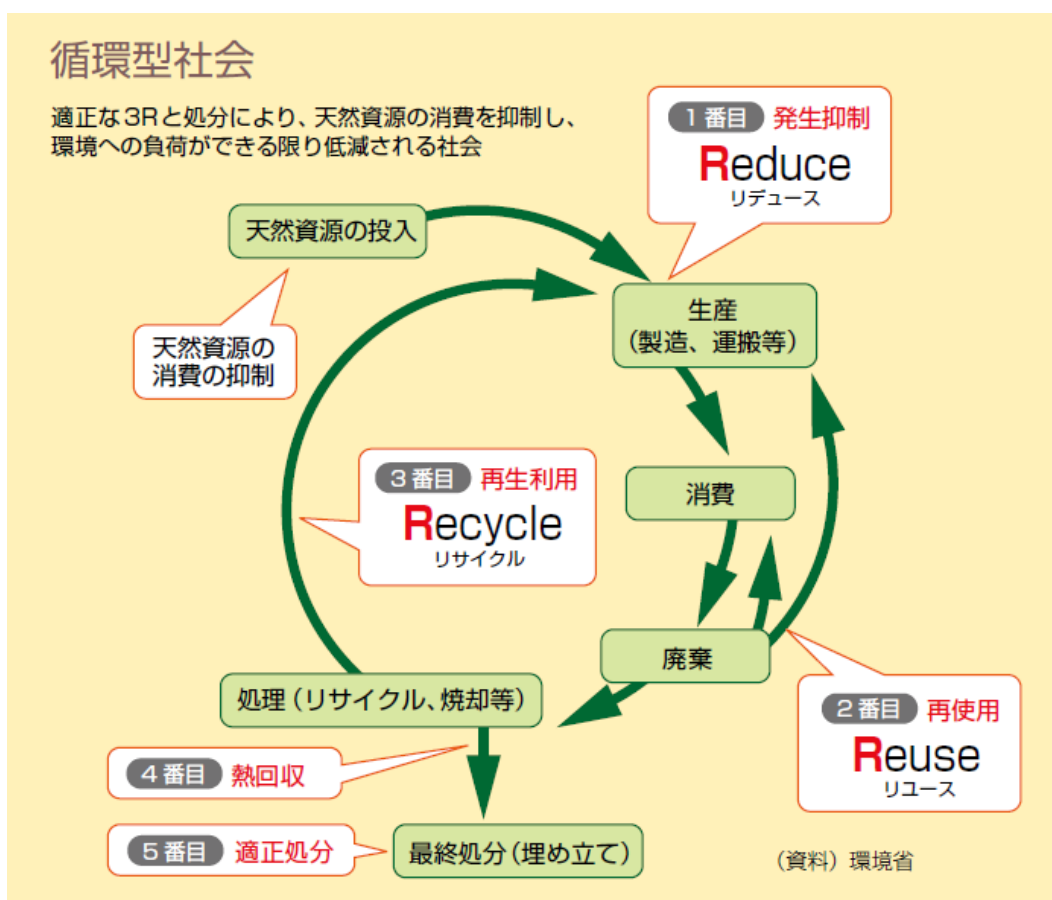 循環型社会
適正な3Rと処分により、天然資源の消費を抑制し、
環境への負荷ができる限り低減される社会
1番目 発生抑制
Reduce
リデュース
天然資源の投入
生産
(製造、運搬等)
天然資源の
消費の抑制
3番目 再生利用
Recycle
リサイクル
消費
廃棄
処理(リサイクル、焼却等)
2番目 再使用
Reuse
リユース
4番目 熱回収
5番目 適正処分
最終処分(埋め立て)
(資料)環境省